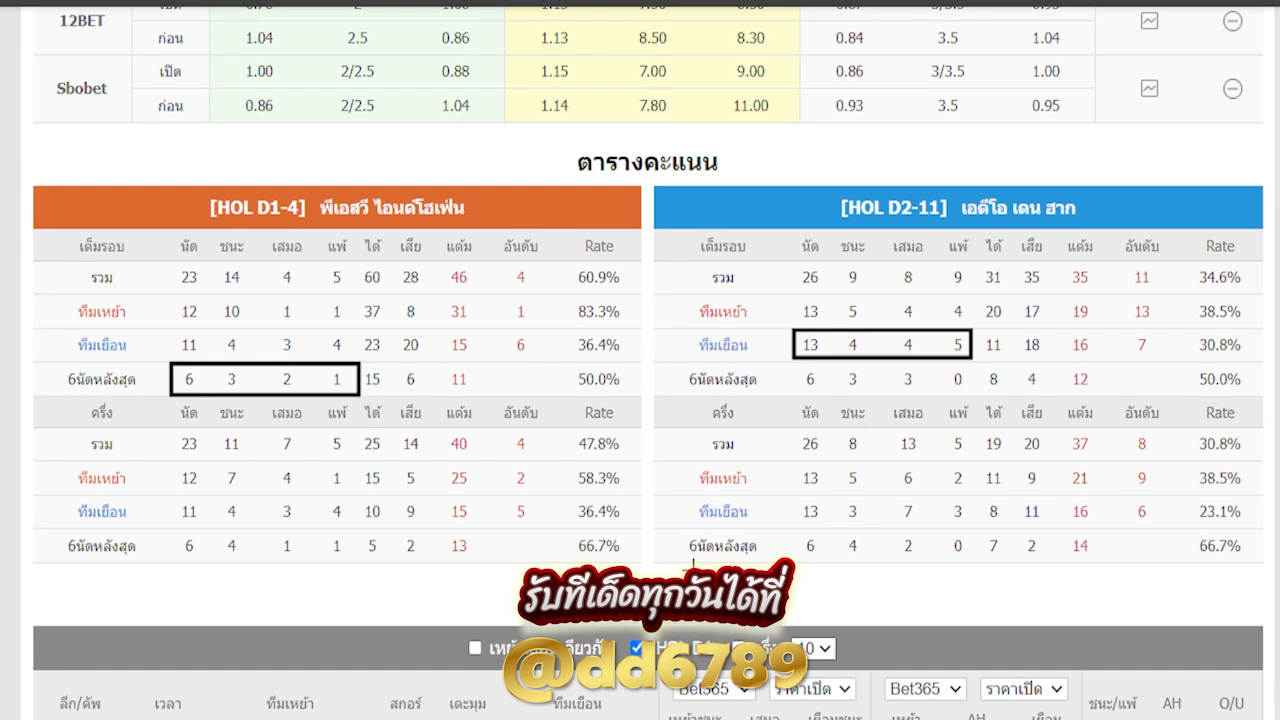 12BET
ก่อน 1.04 2.5 0.86 1.13 8.50 8.30 0.84 3.5 1.04
Sbobet
เปิด 1.00 2/2.5 0.88 1.15 7.00 9.00 0.86 3/3.5 1.00
ก่อน 0.86 2/2.5 1.04 1.14 7.80 11.00 0.93 3.5 0.95
ตารางคะแนน
[HOL D1-4] พีเอสวี ไอนด์โฮเฟ่น
เต็มรอบ นัด ชนะ เสมอ แพ้ ได้ เสีย แต้ม อันดับ Rate
รวม 23 14 4 5 60 28 46 4 60.9%
ทีมเหย้า 12 10 1 1 37 8 31 1 83.3%
ทีมเยือน 11 4 3 4 23 20 15 6 36.4%
6นัดหลังสุด 6 3 2 1 15 6 11 50.0%
ครึ่ง นัด ชนะ เสมอ แพ้ ได้ เสีย แต้ม อันดับ Rate
รวม 23 11 7 5 25 14 40 4 47.8%
ทีมเหย้า 12 7 4 1 15 5 25 2 58.3%
ทีมเยือน 11 4 3 4 10 9 15 5 36.4%
6นัดหลังสุด 6 4 1 1 5 2 13 66.7%
[HOL D2-11] เอดีโอ เดน ฮาก
เต็มรอบ นัด ชนะ เสมอ แพ้ ได้ เสีย แต้ม อันดับ Rate
รวม 26 9 8 9 31 35 35 11 34.6%
ทีมเหย้า 13 5 4 4 20 17 19 13 38.5%
ทีมเยือน 13 4 4 5 11 18 16 7 30.8%
6นัดหลังสุด 6 3 3 0 8 4 12 50.0%
ครึ่ง นัด ชนะ เสมอ แพ้ ได้ เสีย แต้ม อันดับ Rate
รวม 26 8 13 5 19 20 37 8 30.8%
ทีมเหย้า 13 5 6 2 11 9 21 9 38.5%
ทีมเยือน 13 3 7 3 8 11 16 6 23.1%
6นัดหลังสุด 6 4 2 0 7 2 14 66.7%
รับทีเด็ดทุกวันได้ที่
@dd6789
Bet365 ราคาเปิด Bet365 ราคาเปิด
ลีก/คัพ เวลา ทีมเหย้า สกอร์ เตะมุม ทีมเยือน ชนะ/แพ้ AH O/U